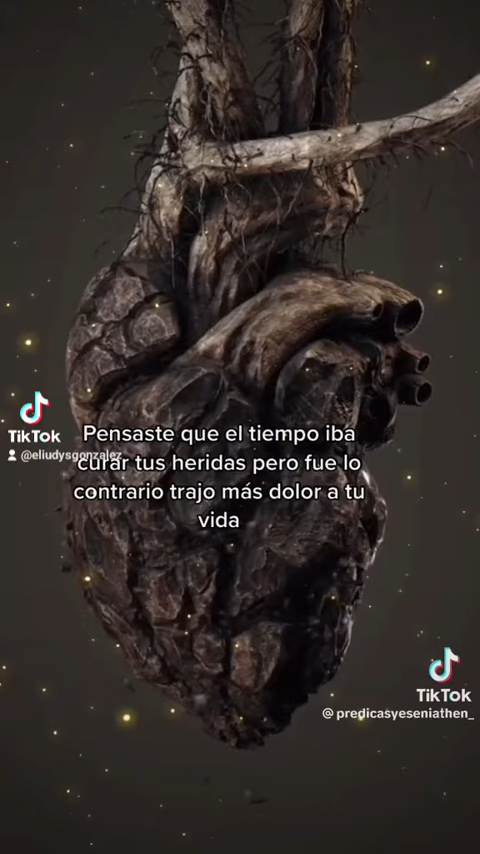 TikTok
@eliudysgonzalez
Pensaste que el tiempo iba
curar tus heridas pero fue lo
contrario trajo más dolor a tu
vida
TikTok
@predicasyeseniathen_